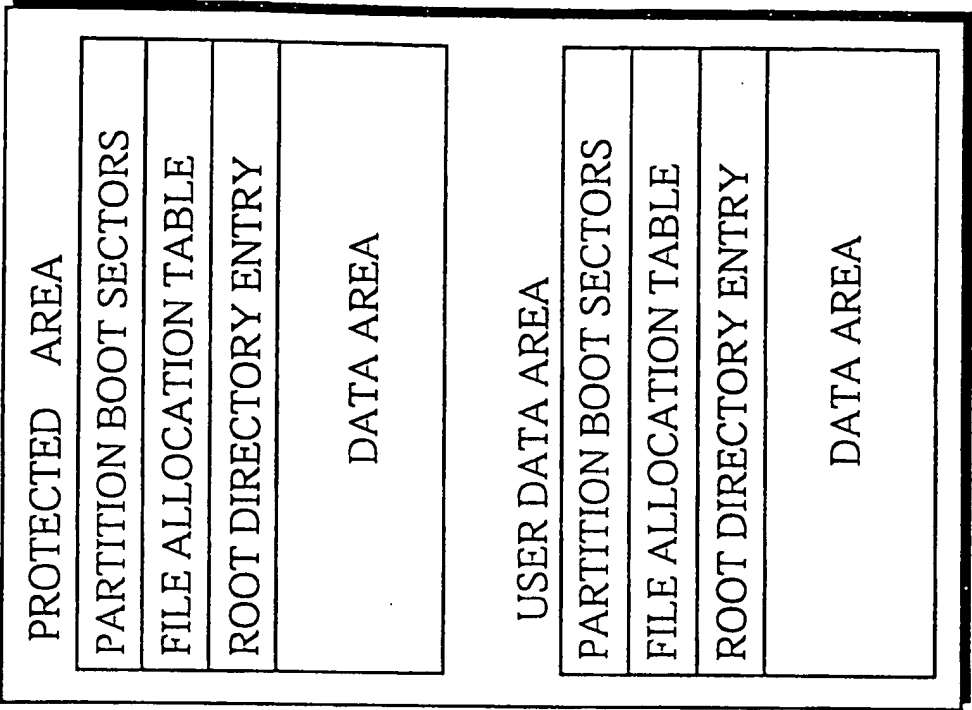 PROTECTED AREA
PARTITION BOOT SECTORS
FILE ALLOCATION TABLE
ROOT DIRECTORY ENTRY
DATA AREA
USER DATA AREA
PARTITION BOOT SECTORS
FILE ALLOCATION TABLE
ROOT DIRECTORY ENTRY
DATA AREA